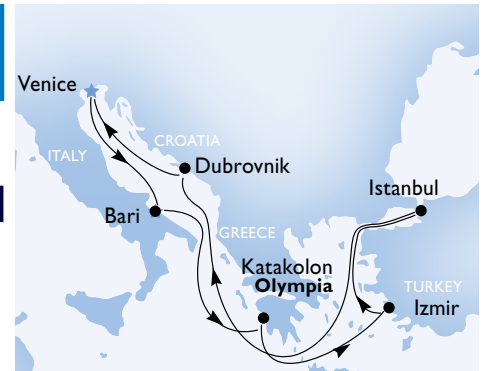 Venice
CROATIA
ITALY
Dubrovnik
Istanbul
Bari
GREECE
Katakolon
Olympia
TURKEY
Izmir